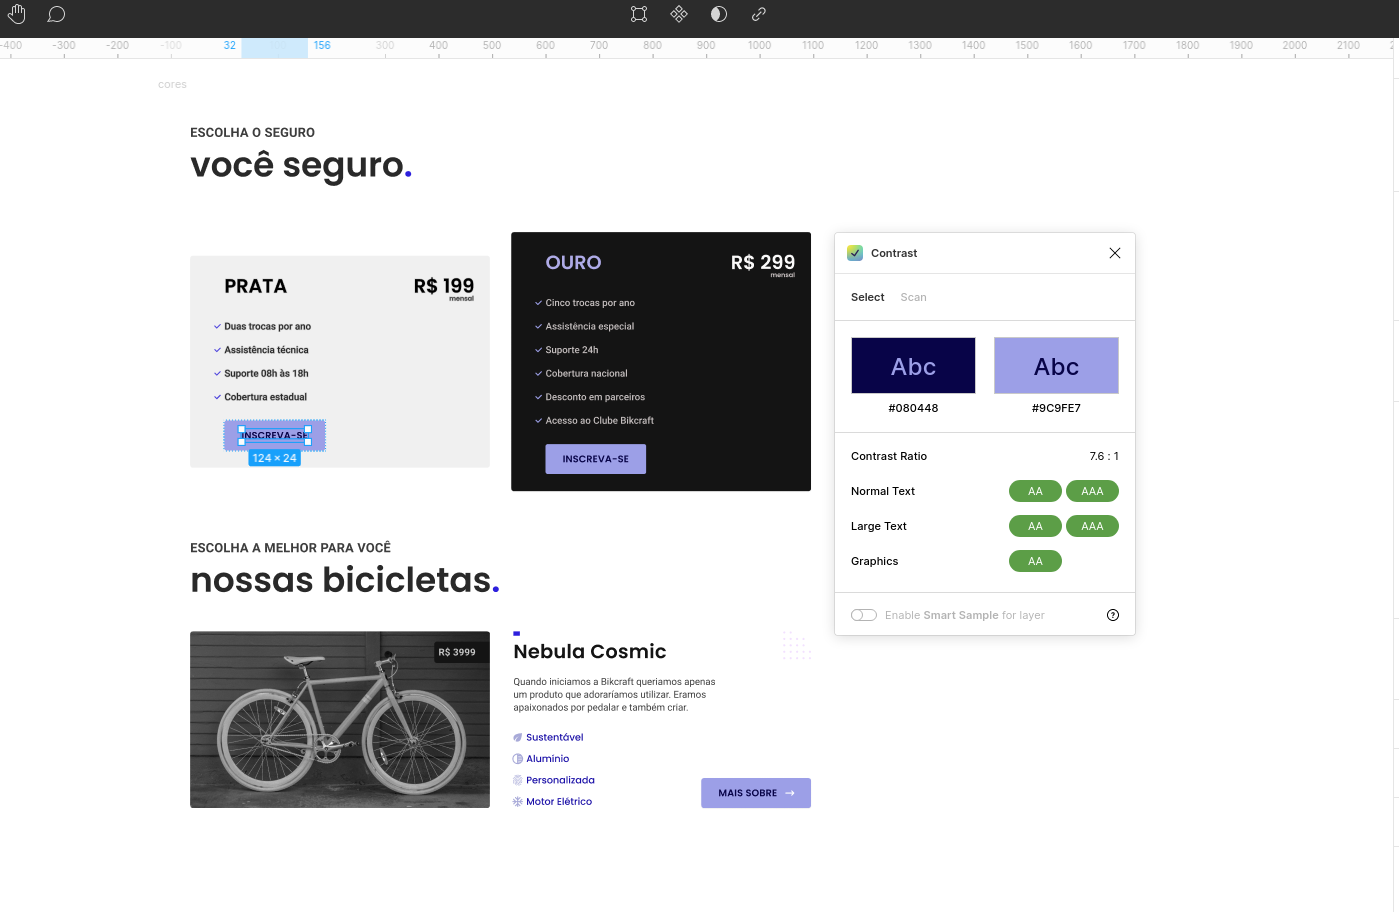 -400 -300 -200 -100 32 156 300 400 500 600 700 800 900 1000 1100 1200 1300 1400 1500 1600 1700 1800 1900 2000 2100
cores
ESCOLHA O SEGURO
você seguro.
PRATA
R$ 199
mensal
Duas trocas por ano
Assistência técnica
Suporte 08h às 18h
Cobertura estadual
INSCREVA-SE
124 × 24
OURO
R$ 299
mensal
Cinco trocas por ano
Assistência especial
Suporte 24h
Cobertura nacional
Desconto em parceiros
Acesso ao Clube Bikcraft
INSCREVA-SE
Contrast
Select Scan
Abc Abc
#080448 #9C9FE7
Contrast Ratio 7.6 : 1
Normal Text AA AAA
Large Text AA AAA
Graphics AA
Enable Smart Sample for layer
ESCOLHA A MELHOR PARA VOCÊ
nossas bicicletas.
R$ 3999
Nebula Cosmic
Quando iniciamos a Bikcraft queriamos apenas
um produto que adoraríamos utilizar. Eramos
apaixonados por pedalar e também criar.
Sustentável
Aluminio
Personalizada
Motor Elétrico
MAIS SOBRE →